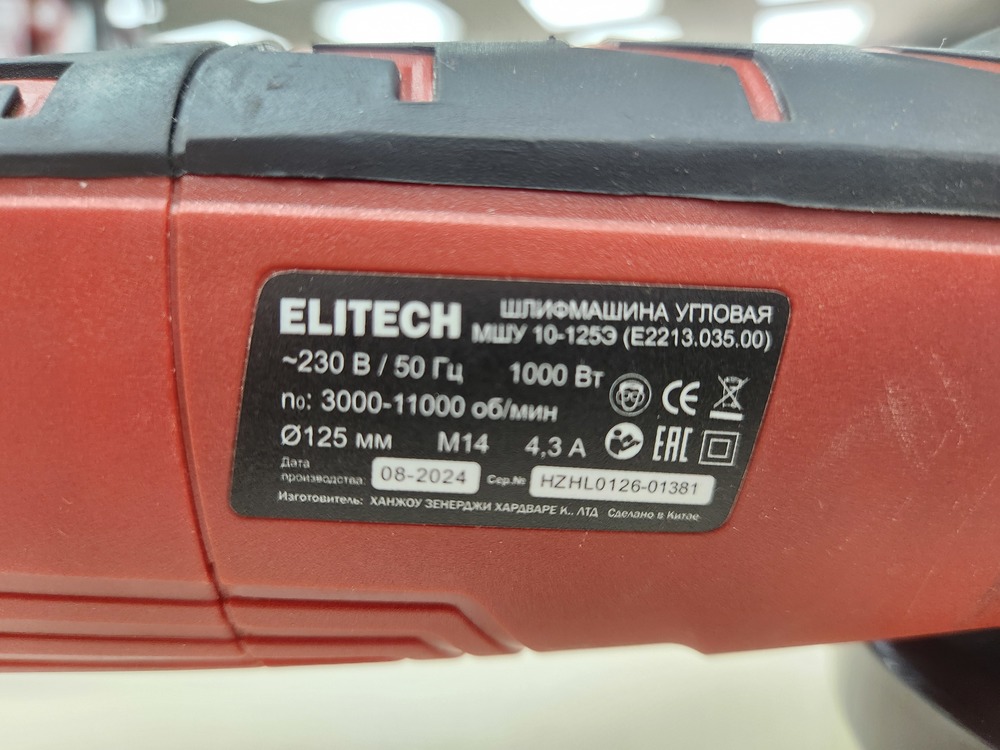 ELITECH
ШЛИФМАШИНА УГЛОВАЯ
МШУ 10-125Э (E2213.035.00)
~230 В / 50 Гц 1000 Вт
n₀: 3000-11000 об/мин
Ø125 мм M14 4,3 А
CE
EAC
Дата
производства: 08-2024 Сер.№ HZHL0126-01381
Изготовитель: ХАНЖОУ ЗЕНЕРДЖИ ХАРДВАРЕ К., ЛТД Сделано в Китае